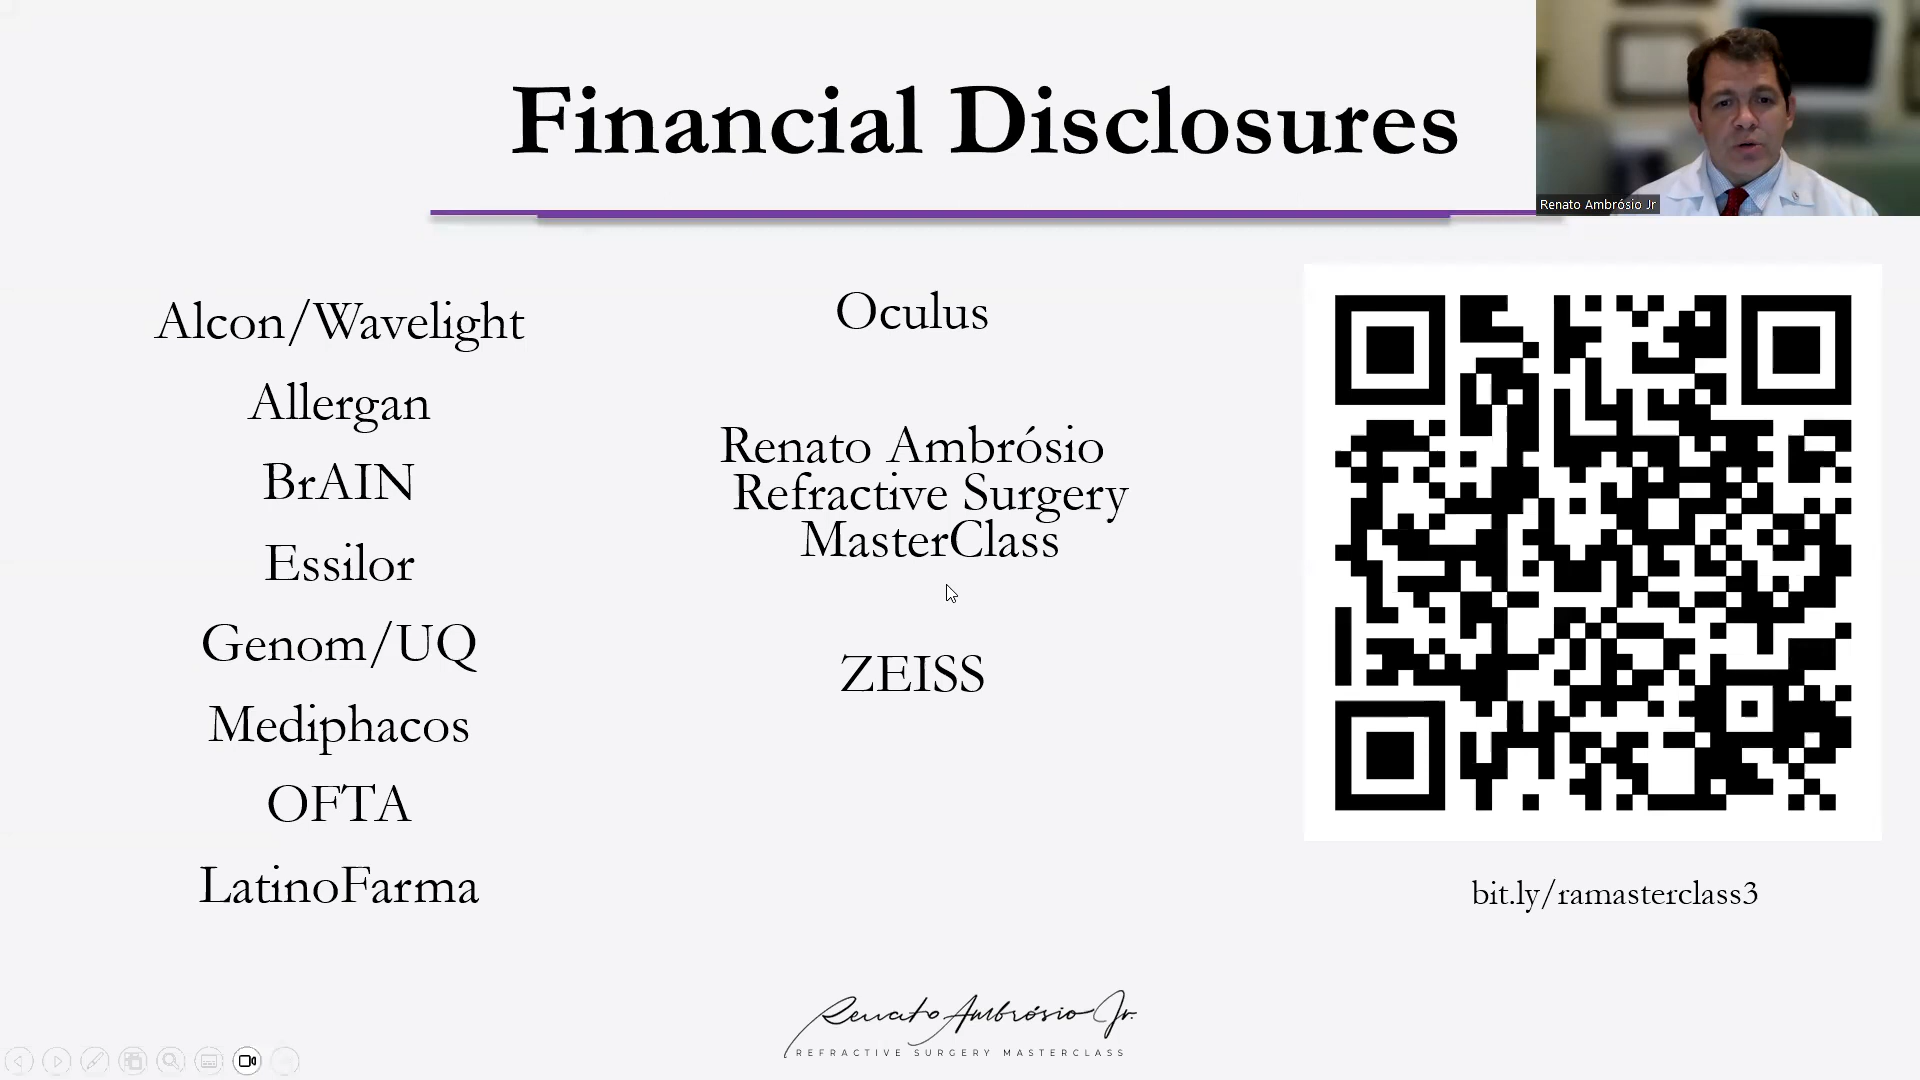 Financial Disclosures
Renato Ambrósio Jr
Alcon/Wavelight
Allergan
BrAIN
Essilor
Genom/UQ
Mediphacos
OFTA
LatinoFarma
Oculus
Renato Ambrósio
Refractive Surgery
MasterClass
ZEISS
bit.ly/ramasterclass3
Renato Ambrósio Jr.
REFRACTIVE SURGERY MASTERCLASS